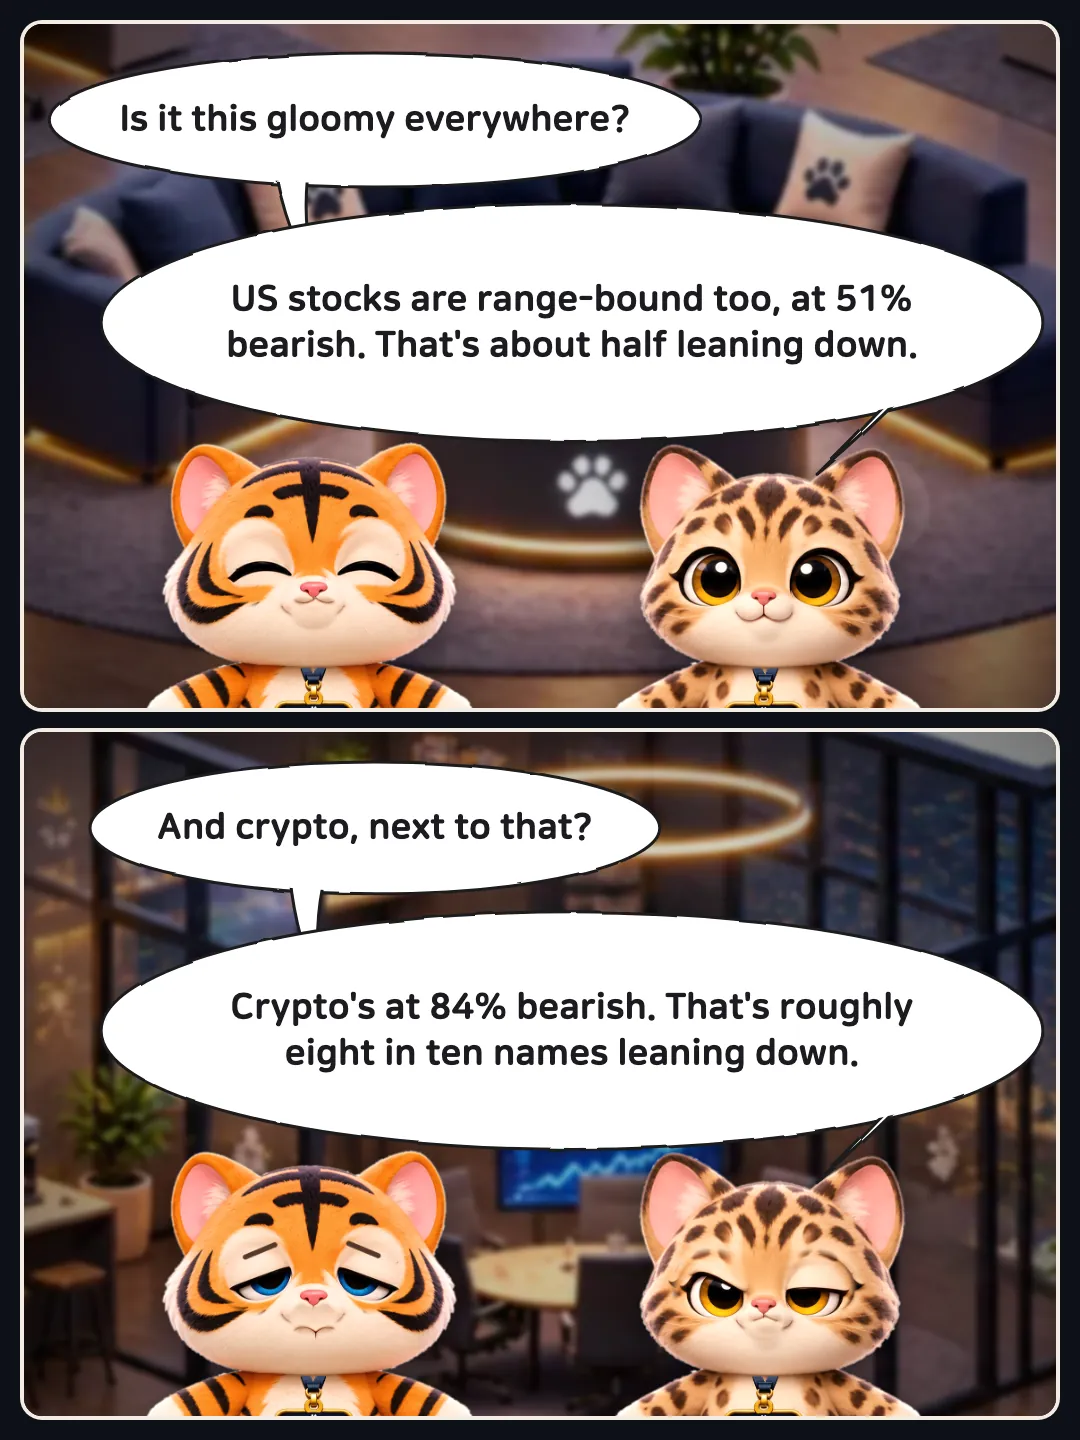 Is it this gloomy everywhere?
US stocks are range-bound too, at 51%
bearish. That's about half leaning down.
And crypto, next to that?
Crypto's at 84% bearish. That's roughly
eight in ten names leaning down.